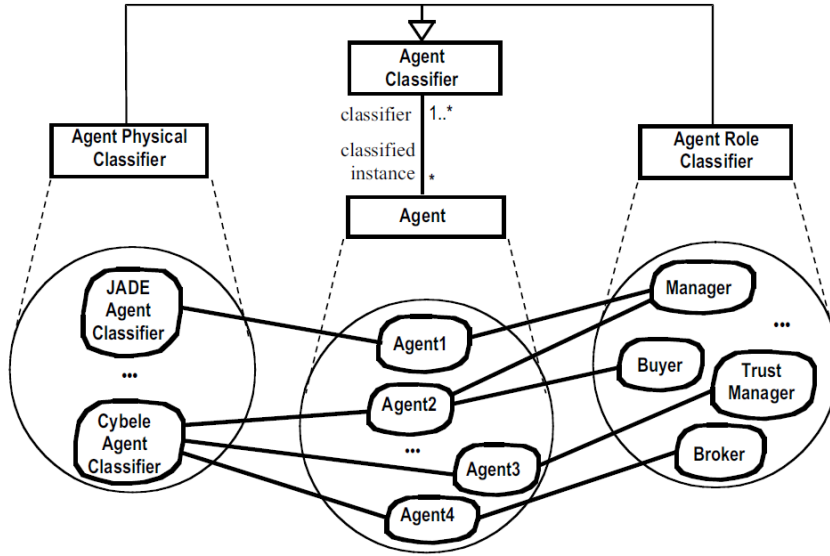 Agent
Classifier
classifier
1..*
classified
instance
*
Agent Physical
Classifier
Agent
Agent Role
Classifier
JADE
Agent
Classifier
...
Cybele
Agent
Classifier
Agent1
Agent2
...
Agent3
Agent4
Manager
...
Buyer
Trust
Manager
Broker